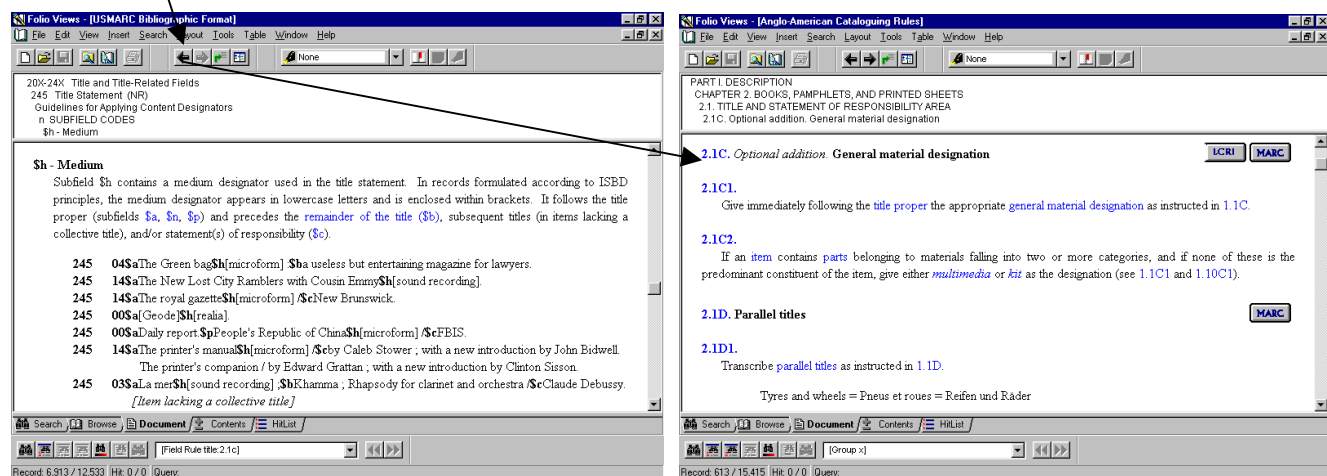 Folio Views - [USMARC Bibliographic Format]
File Edit View Insert Search Layout Tools Table Window Help
None
20X-24X Title and Title-Related Fields
245 Title Statement (NR)
Guidelines for Applying Content Designators
n SUBFIELD CODES
$h - Medium
$h - Medium
Subfield $h contains a medium designator used in the title statement. In records formulated according to ISBD
principles, the medium designator appears in lowercase letters and is enclosed within brackets. It follows the title
proper (subfields $a, $n, $p) and precedes the remainder of the title ($b), subsequent titles (in items lacking a
collective title), and/or statement(s) of responsibility ($c).
245 04$aThe Green bag$h[microform] :$ba useless but entertaining magazine for lawyers.
245 14$aThe New Lost City Ramblers with Cousin Emmy$h[sound recording].
245 14$aThe royal gazette$h[microform] /$cNew Brunswick.
245 00$a[Geode]$h[realia].
245 00$aDaily report.$pPeople's Republic of China$h[microform] /$cFBIS.
245 14$aThe printer's manual$h[microform] /$cby Caleb Stower ; with a new introduction by John Bidwell.
The printer's companion / by Edward Grattan ; with a new introduction by Clinton Sisson.
245 03$aLa mer$h[sound recording] ;$bKhamma ; Rhapsody for clarinet and orchestra /$cClaude Debussy.
[Item lacking a collective title]
Search Browse Document Contents HitList
[Field Rule title:2.1c]
Record: 6,913 / 12,533 Hit: 0 / 0 Query:
Folio Views - [Anglo-American Cataloguing Rules]
File Edit View Insert Search Layout Tools Table Window Help
None
PART I. DESCRIPTION
CHAPTER 2. BOOKS, PAMPHLETS, AND PRINTED SHEETS
2.1. TITLE AND STATEMENT OF RESPONSIBILITY AREA
2.1C. Optional addition. General material designation
2.1C. Optional addition. General material designation LCRI MARC
2.1C1.
Give immediately following the title proper the appropriate general material designation as instructed in 1.1C.
2.1C2.
If an item contains parts belonging to materials falling into two or more categories, and if none of these is the
predominant constituent of the item, give either multimedia or kit as the designation (see 1.1C1 and 1.10C1).
2.1D. Parallel titles MARC
2.1D1.
Transcribe parallel titles as instructed in 1.1D.
Tyres and wheels = Pneus et roues = Reifen und Räder
Search Browse Document Contents HitList
[Group x]
Record: 613 / 15,415 Hit: 0 / 0 Query: